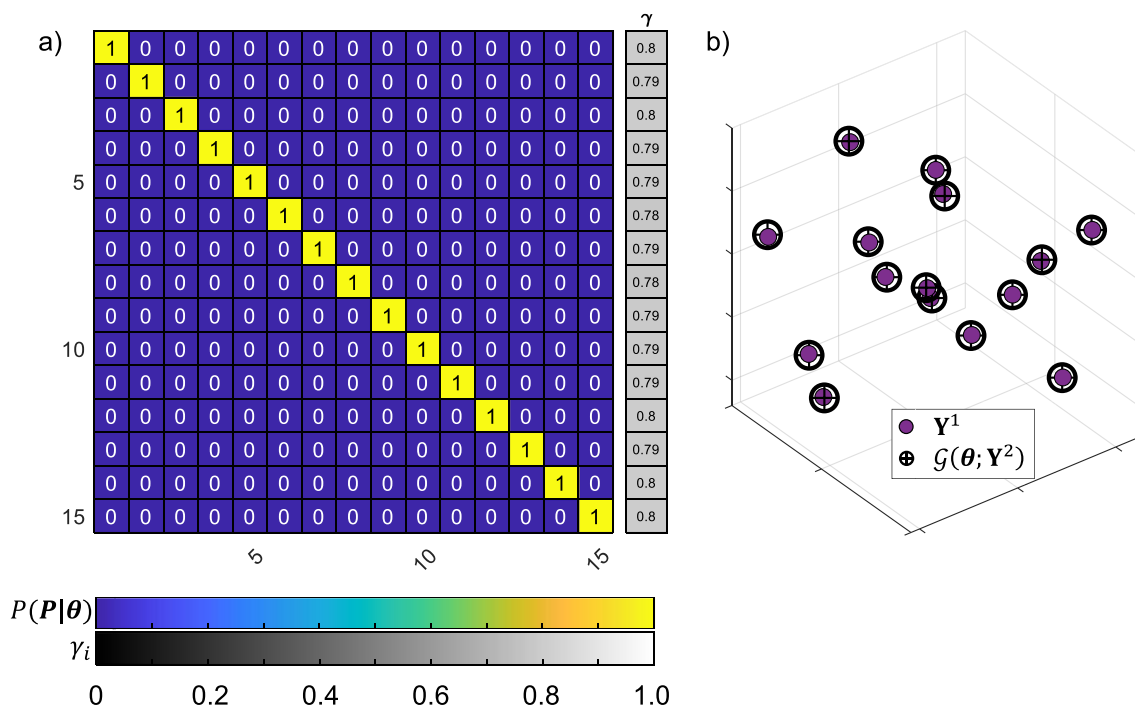 γ
a)
1 0 0 0 0 0 0 0 0 0 0 0 0 0 0 0.8
0 1 0 0 0 0 0 0 0 0 0 0 0 0 0 0.79
0 0 1 0 0 0 0 0 0 0 0 0 0 0 0 0.8
0 0 0 1 0 0 0 0 0 0 0 0 0 0 0 0.79
5 0 0 0 0 1 0 0 0 0 0 0 0 0 0 0 0.79
0 0 0 0 0 1 0 0 0 0 0 0 0 0 0 0.78
0 0 0 0 0 0 1 0 0 0 0 0 0 0 0 0.79
0 0 0 0 0 0 0 1 0 0 0 0 0 0 0 0.78
0 0 0 0 0 0 0 0 1 0 0 0 0 0 0 0.79
10 0 0 0 0 0 0 0 0 0 1 0 0 0 0 0 0.79
0 0 0 0 0 0 0 0 0 0 1 0 0 0 0 0.79
0 0 0 0 0 0 0 0 0 0 0 1 0 0 0 0.8
0 0 0 0 0 0 0 0 0 0 0 0 1 0 0 0.79
0 0 0 0 0 0 0 0 0 0 0 0 0 1 0 0.8
15 0 0 0 0 0 0 0 0 0 0 0 0 0 0 1 0.8
5 10 15
P(P|θ)
γᵢ
0 0.2 0.4 0.6 0.8 1.0
b)
Y¹
𝒢(θ; Y²)